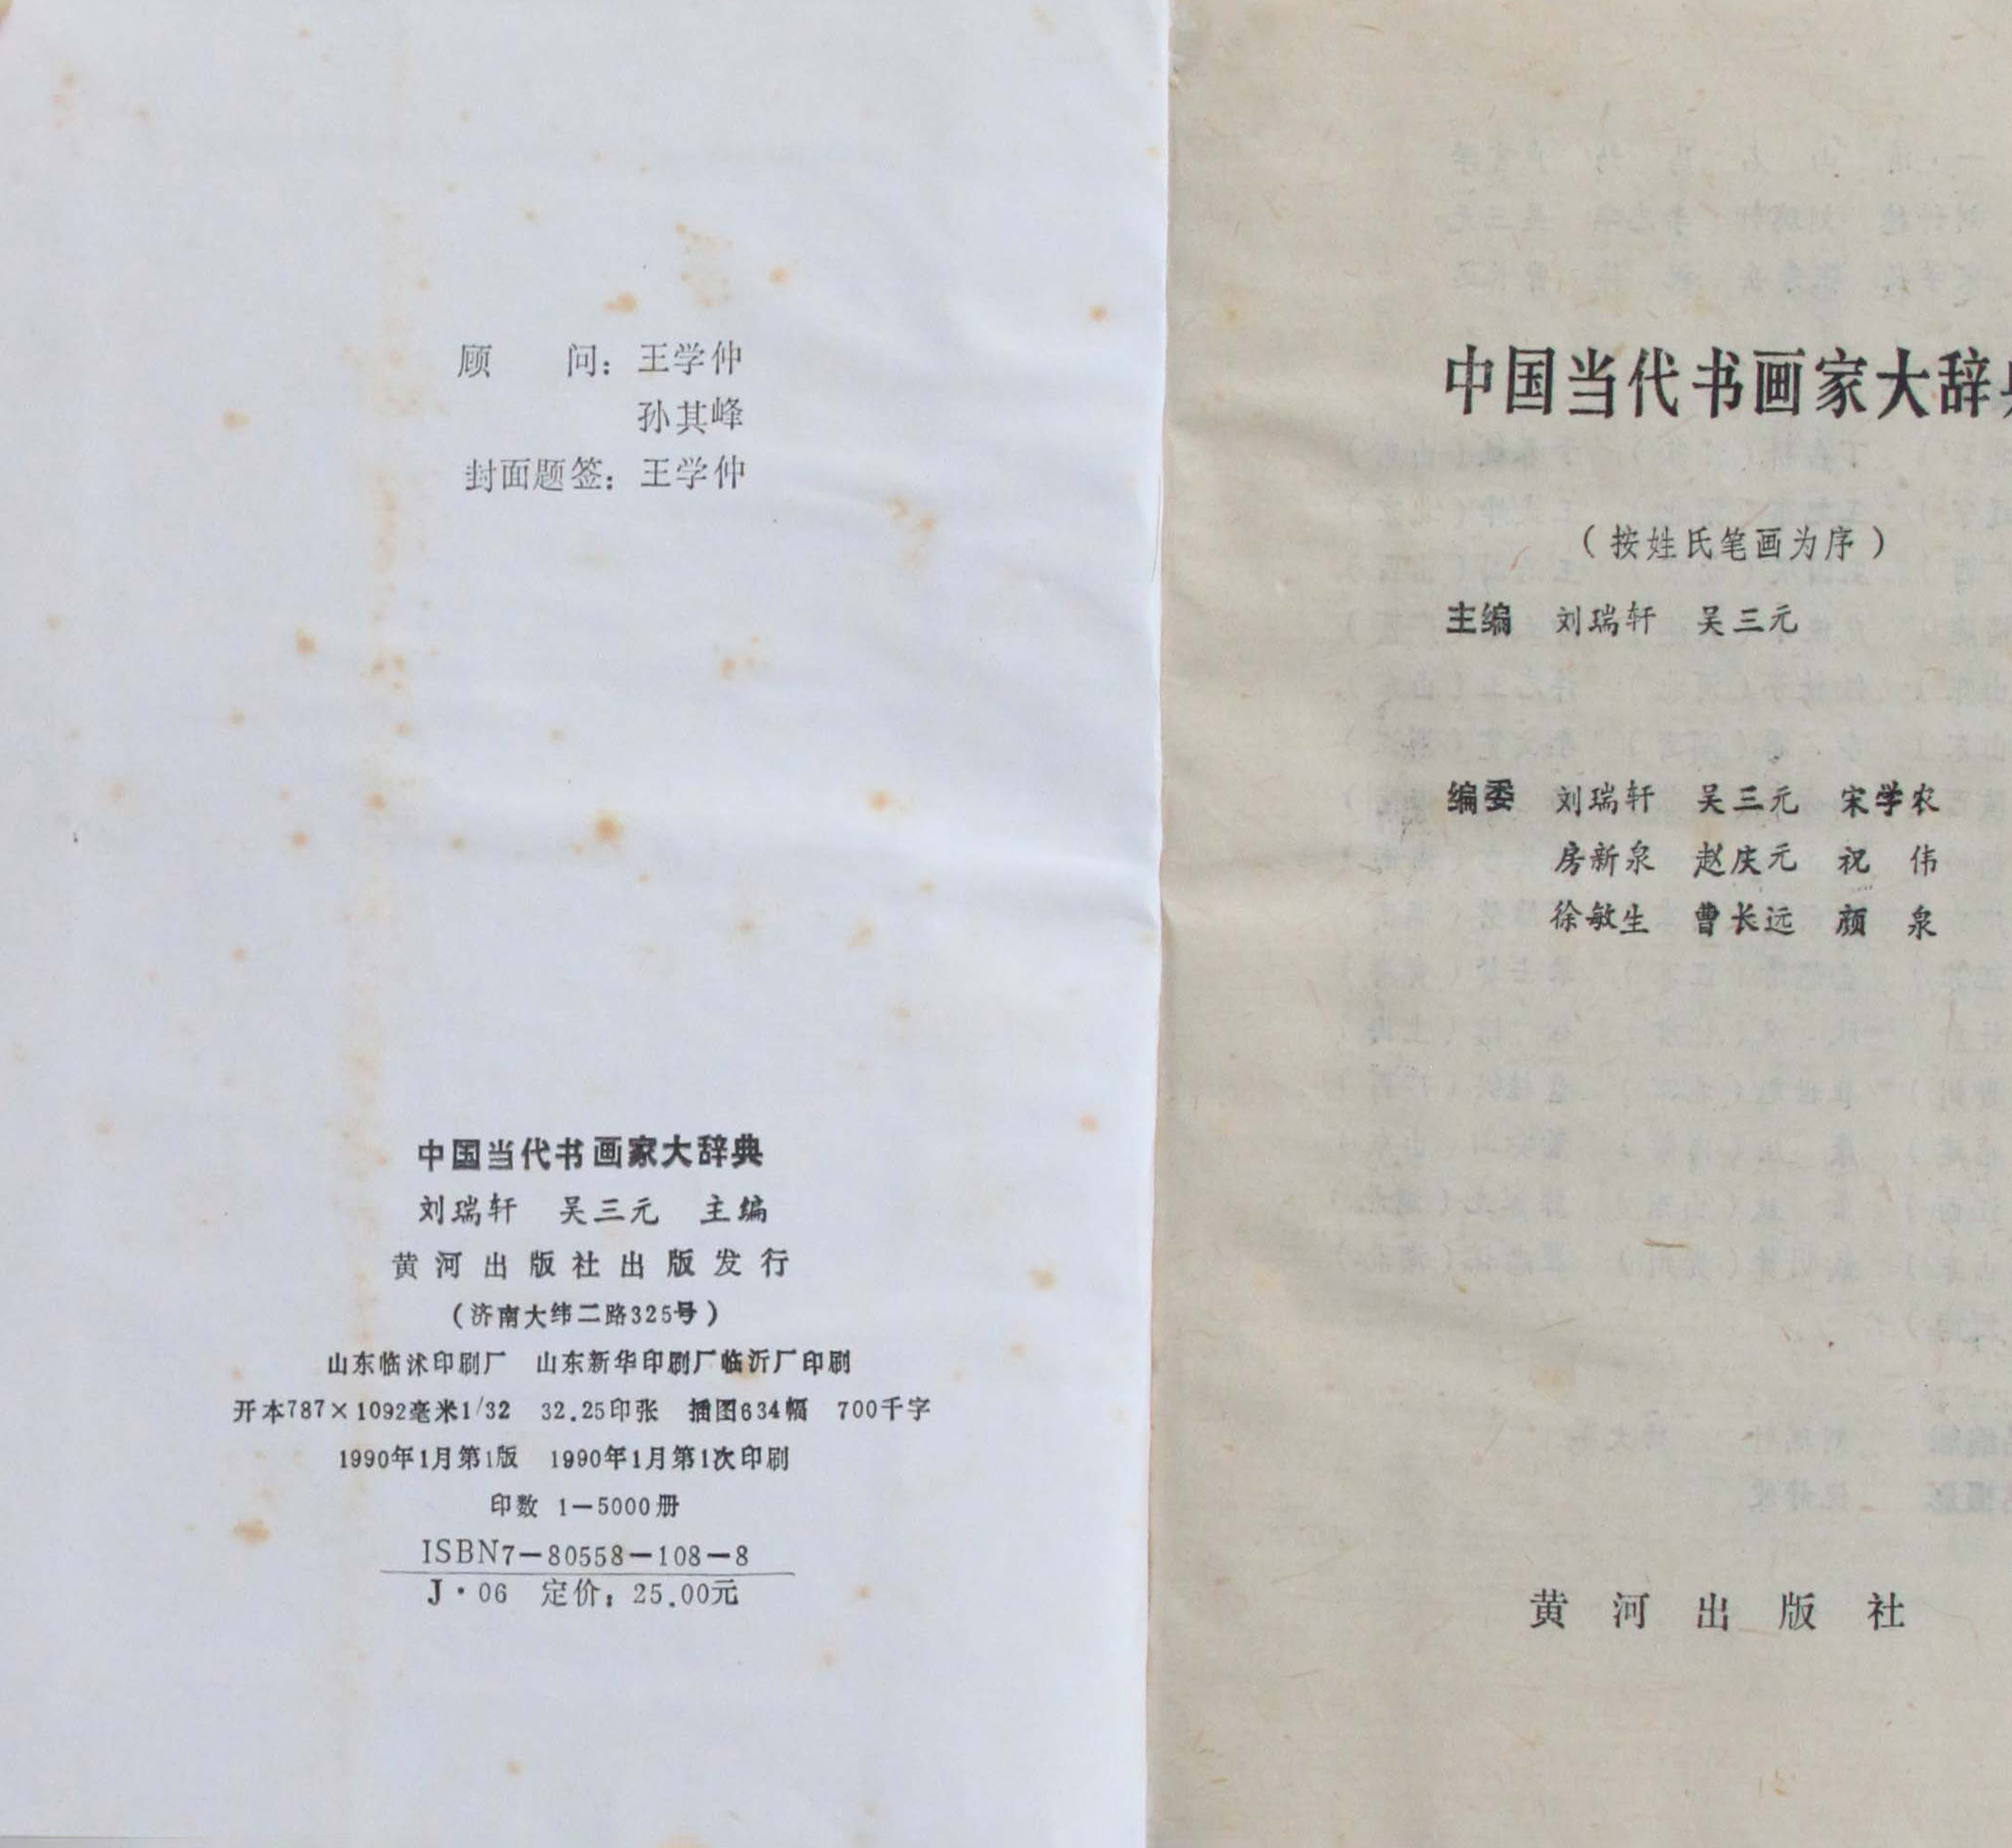 顾　　问：王学仲
孙其峰
封面题签：王学仲
中国当代书画家大辞典
刘瑞轩　吴三元　主编
黄河出版社出版发行
（济南大纬二路325号）
山东临沭印刷厂　山东新华印刷厂临沂厂印刷
开本787×1092毫米1/32　32.25印张　插图634幅　700千字
1990年1月第1版　1990年1月第1次印刷
印数 1—5000册
ISBN7—80558—108—8
J·06　定价：25.00元
中国当代书画家大辞
（按姓氏笔画为序）
主编　刘瑞轩　吴三元
编委　刘瑞轩　吴三元　宋学农
房新泉　赵庆元　祝　伟
徐敏生　曹长远　颜　泉
黄河出版社